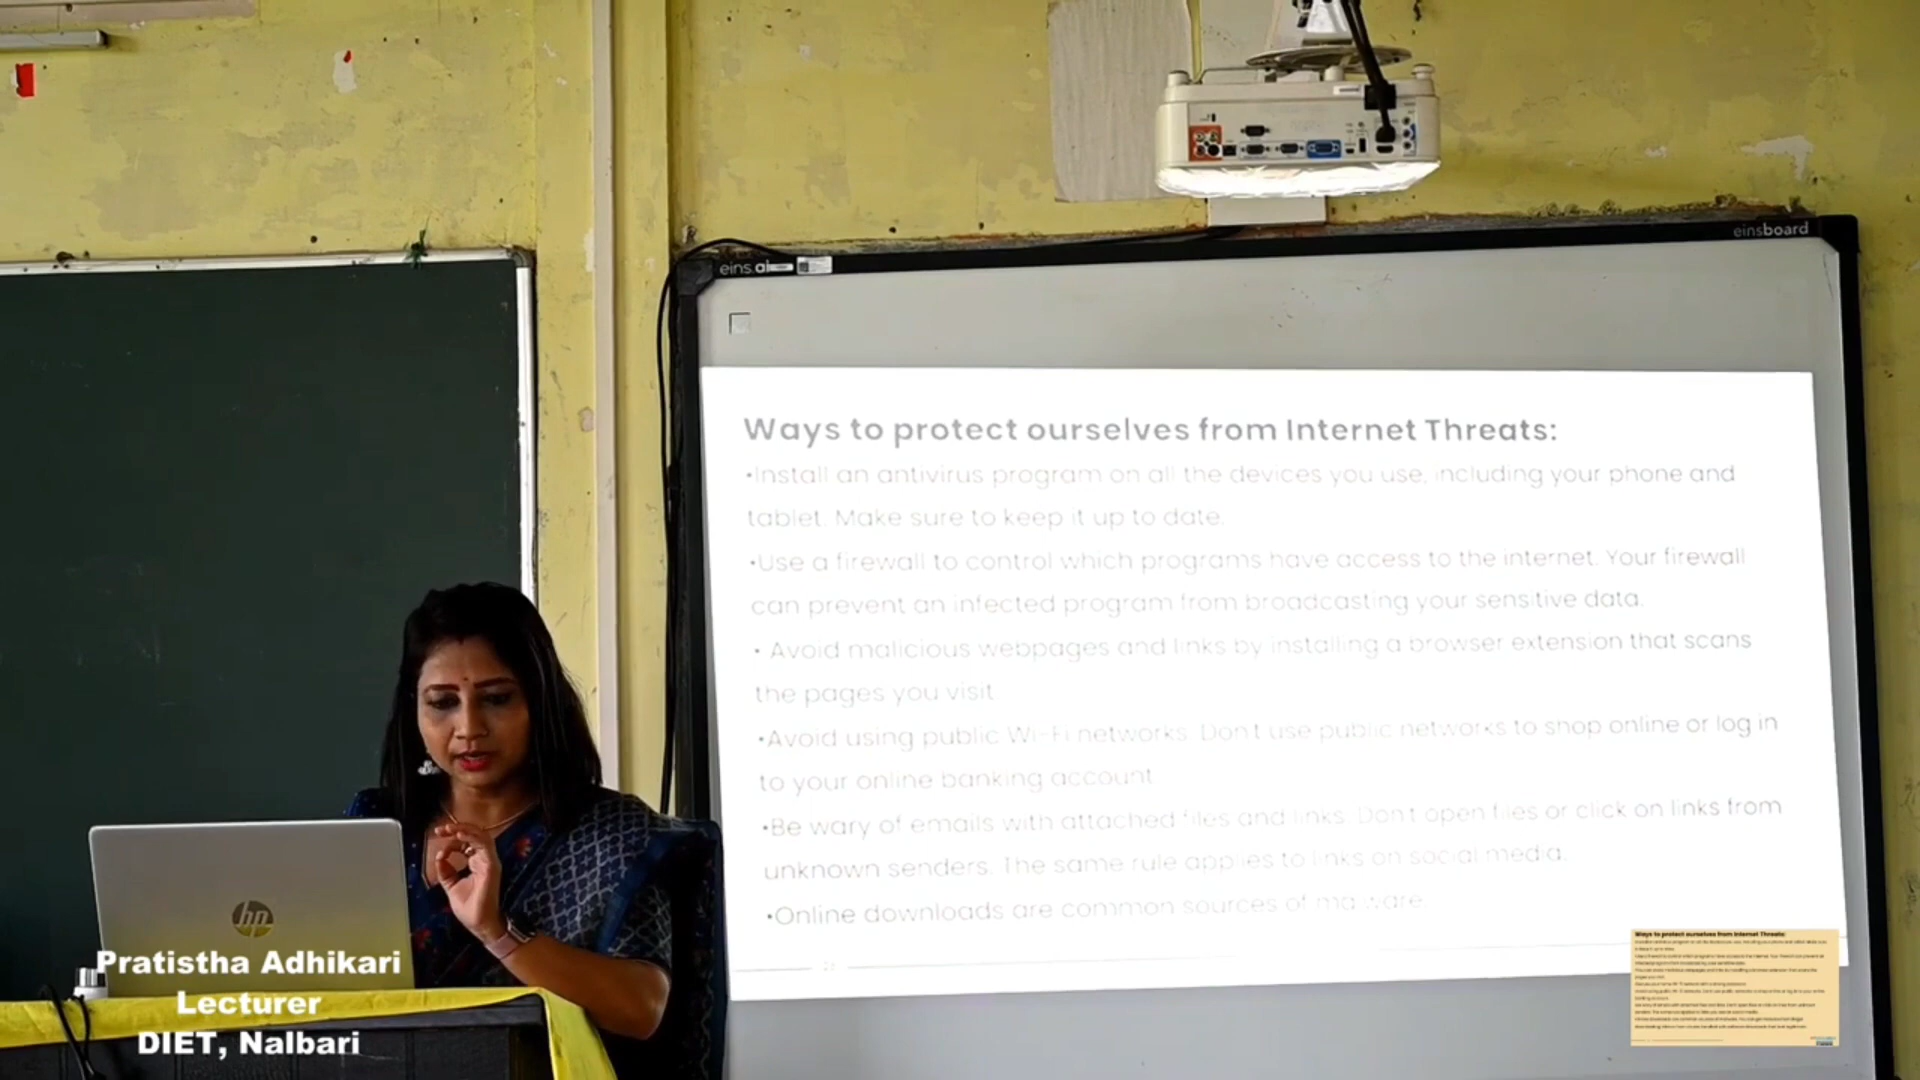 einsboard
eins ai
Ways to protect ourselves from Internet Threats:
•Install an antivirus program on all the devices you use, including your phone and
tablet. Make sure to keep it up to date.
•Use a firewall to control which programs have access to the internet. Your firewall
can prevent an infected program from broadcasting your sensitive data.
• Avoid malicious webpages and links by installing a browser extension that scans
the pages you visit
•Avoid using public Wi-Fi networks. Don't use public networks to shop online or log in
to your online banking account
•Be wary of emails with attached files and links. Don't open files or click on links from
unknown senders. The same rule applies to links on social media.
•Online downloads are common sources of malware.
hp
Pratistha Adhikari
Lecturer
DIET, Nalbari
Ways to protect ourselves from Internet Threats: